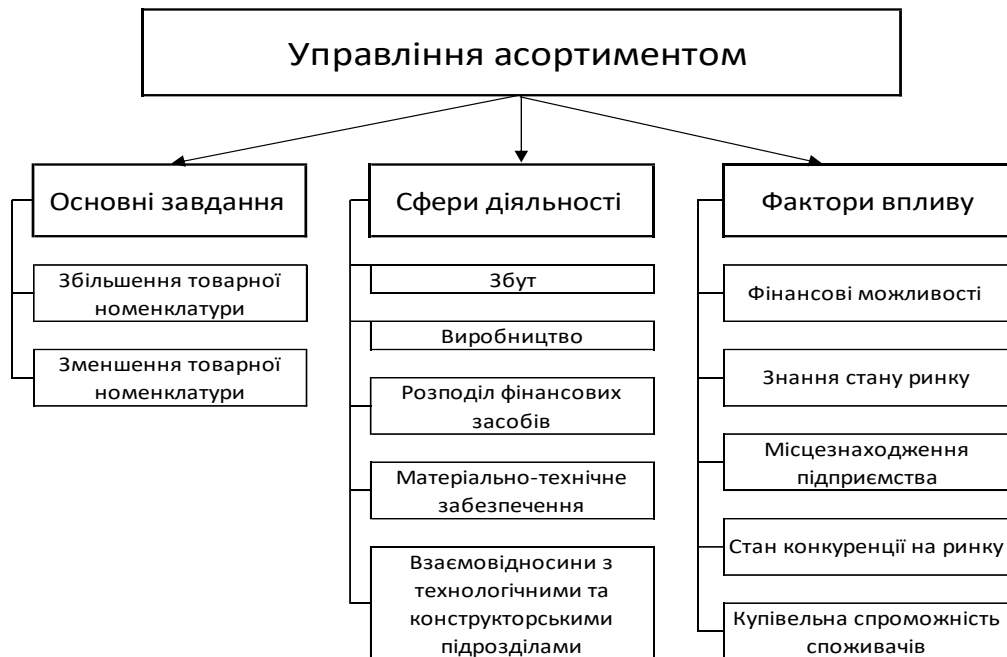 Управління асортиментом
Основні завдання
Збільшення товарної
номенклатури
Зменшення товарної
номенклатури
Сфери діяльності
Збут
Виробництво
Розподіл фінансових
засобів
Матеріально-технічне
забезпечення
Взаємовідносини з
технологічними та
конструкторськими
підрозділами
Фактори впливу
Фінансові можливості
Знання стану ринку
Місцезнаходження
підприємства
Стан конкуренції на ринку
Купівельна спроможність
споживачів